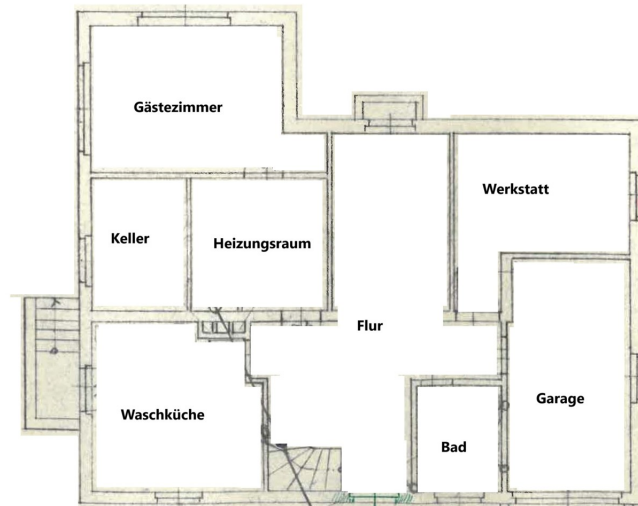 Gästezimmer
Werkstatt
Keller
Heizungsraum
Flur
Garage
Waschküche
Bad